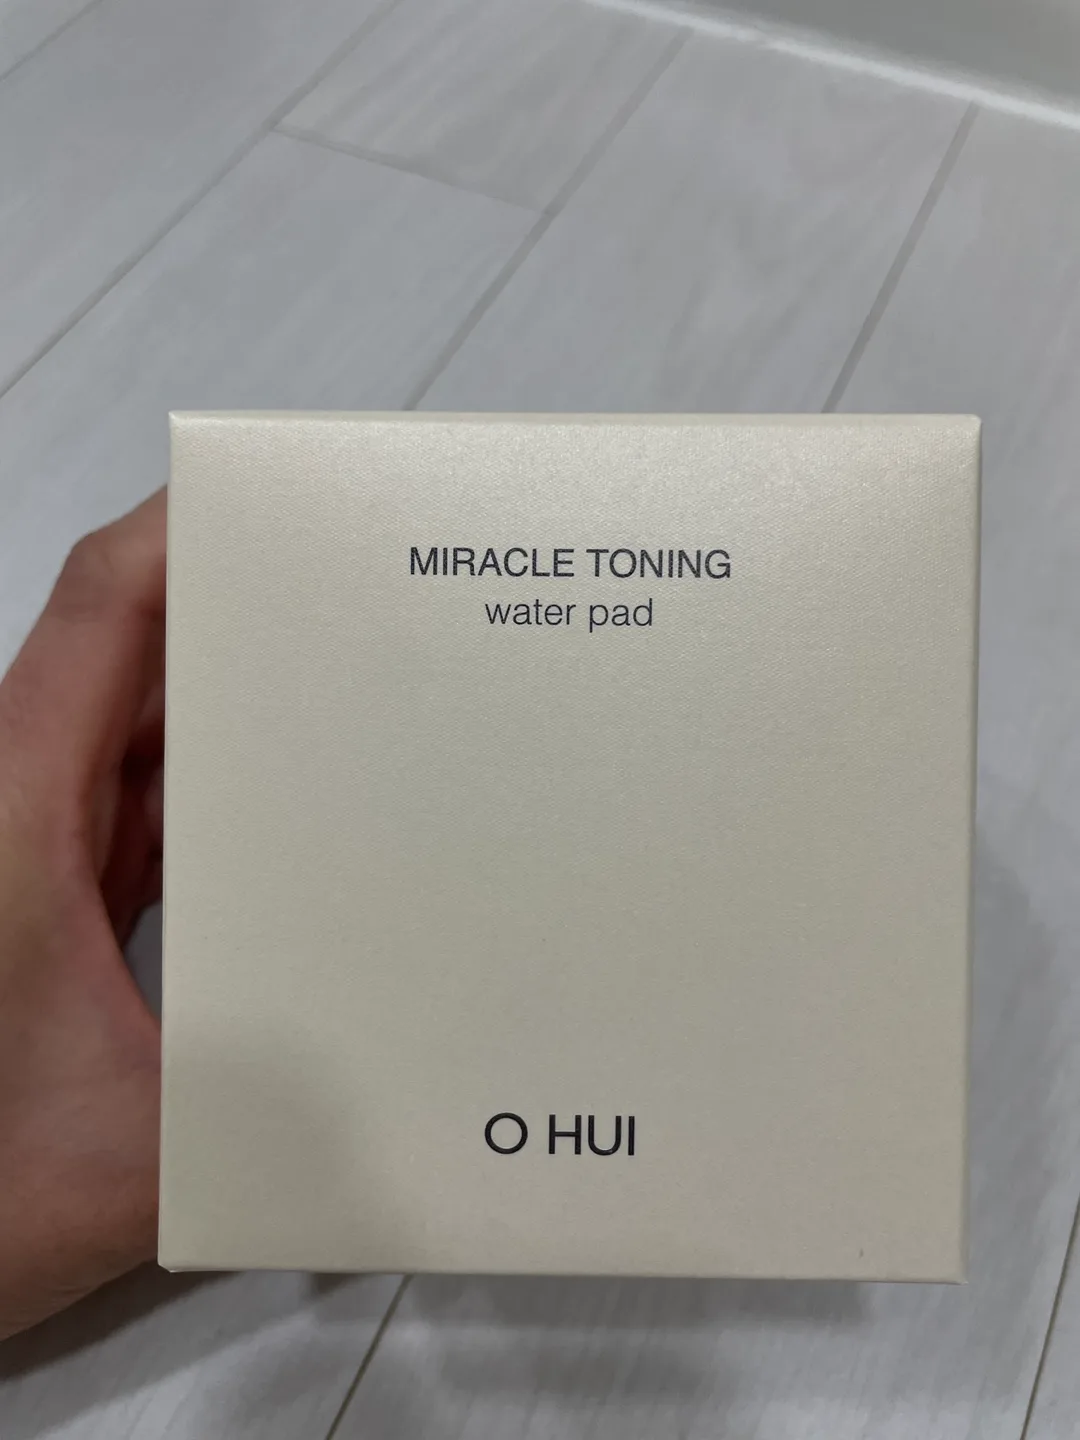 MIRACLE TONING
water pad
O HUI